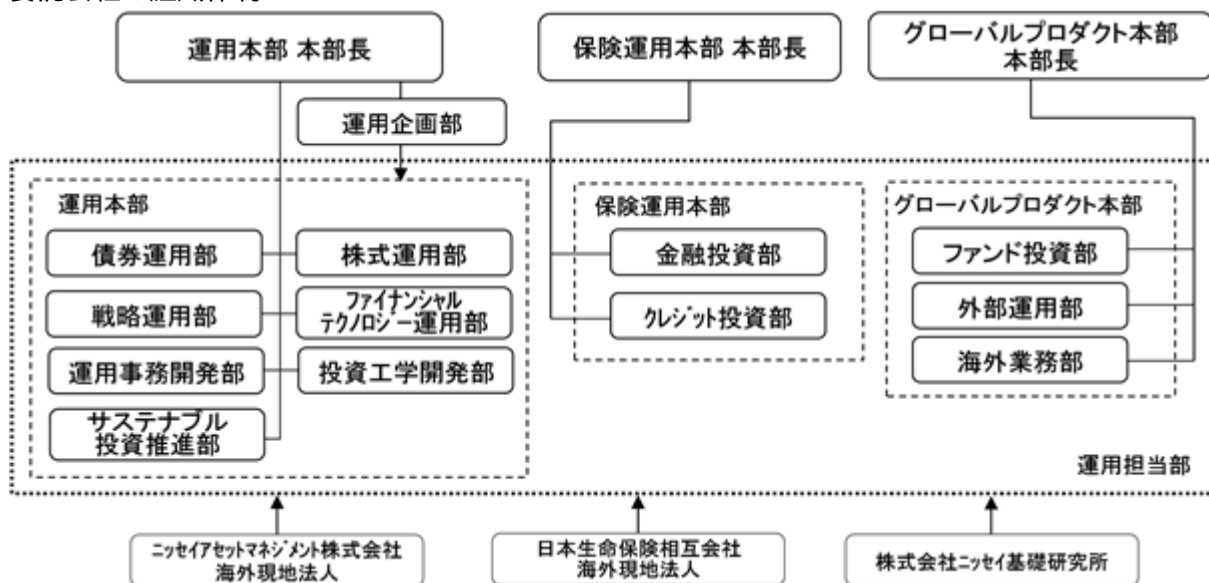 運用本部 本部長
保険運用本部 本部長
グローバルプロダクト本部
本部長
運用企画部
運用本部
債券運用部
株式運用部
戦略運用部
ファイナンシャル
テクノロジー運用部
運用事務開発部
投資工学開発部
サステナブル
投資推進部
保険運用本部
金融投資部
クレジット投資部
グローバルプロダクト本部
ファンド投資部
外部運用部
海外業務部
運用担当部
ニッセイアセットマネジメント株式会社
海外現地法人
日本生命保険相互会社
海外現地法人
株式会社ニッセイ基礎研究所